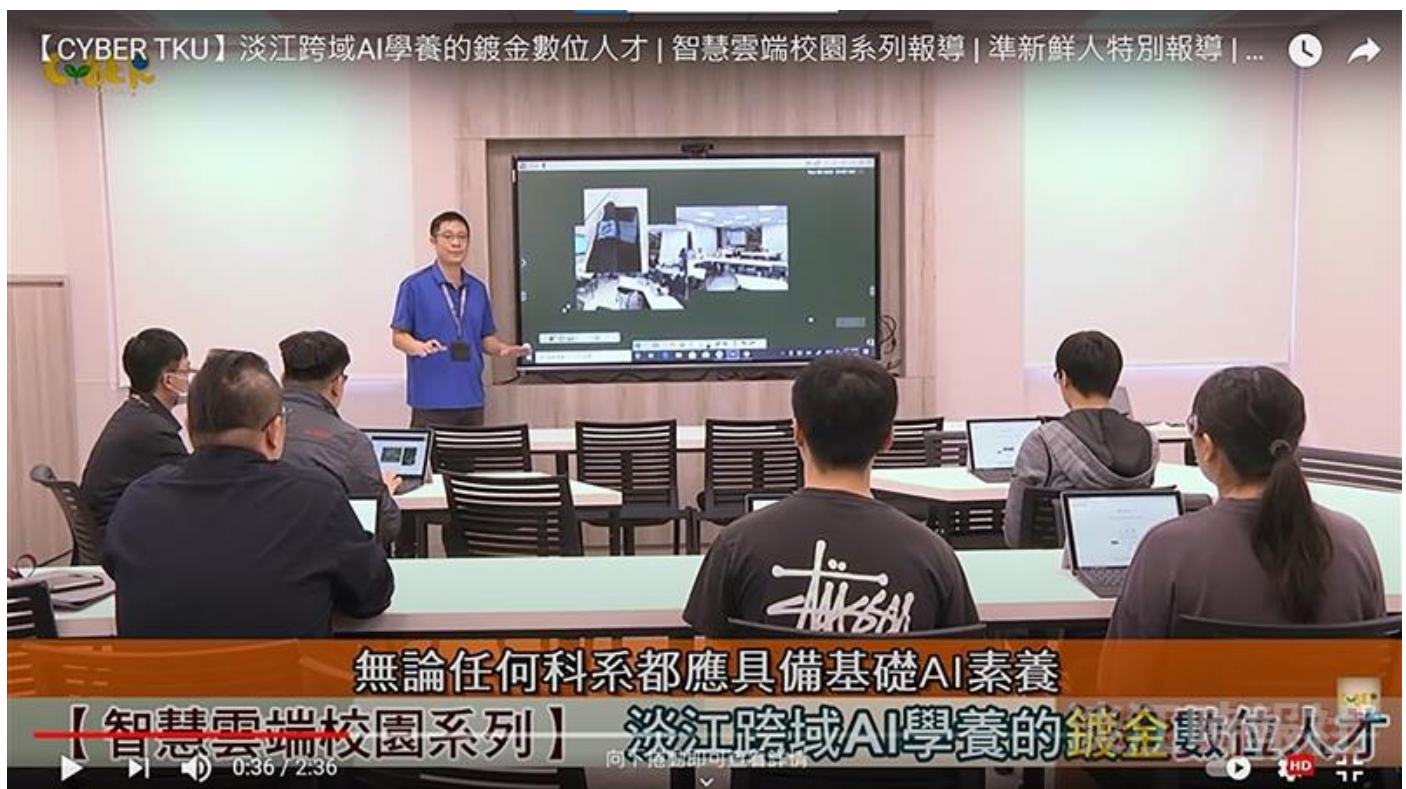 【CYBER TKU】淡江跨域AI學養的鍍金數位人才 | 智慧雲端校園系列報導 | 準新鮮人特別報導 | ...
CYBER
STUSSY
無論任何科系都應具備基礎AI素養
【智慧雲端校園系列】 淡江跨域AI學養的鍍金數位人才
向下捲動即可查看詳情
0:36 / 2:36
HD